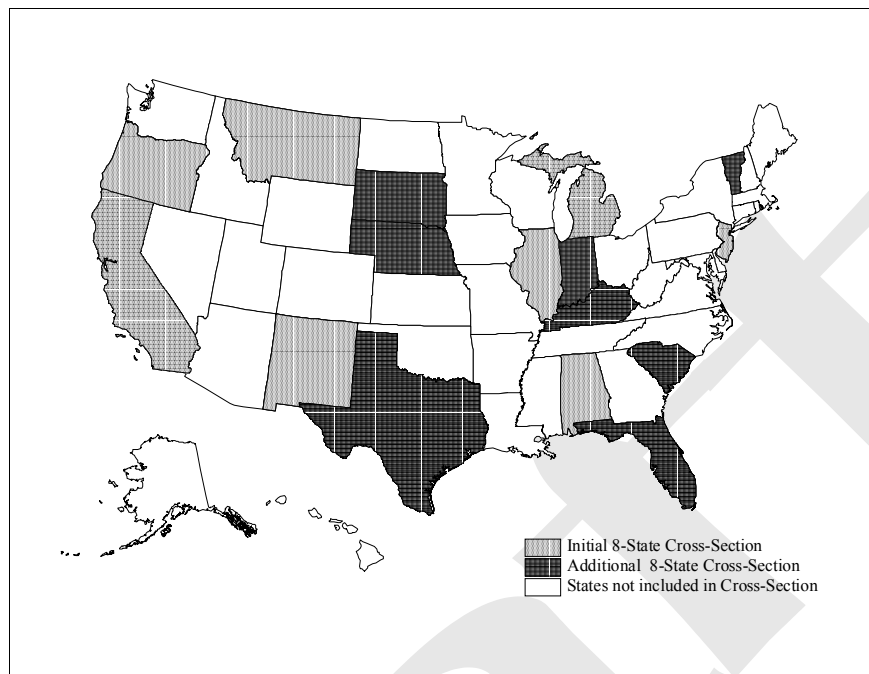 Initial 8-State Cross-Section
Additional 8-State Cross-Section
States not included in Cross-Section